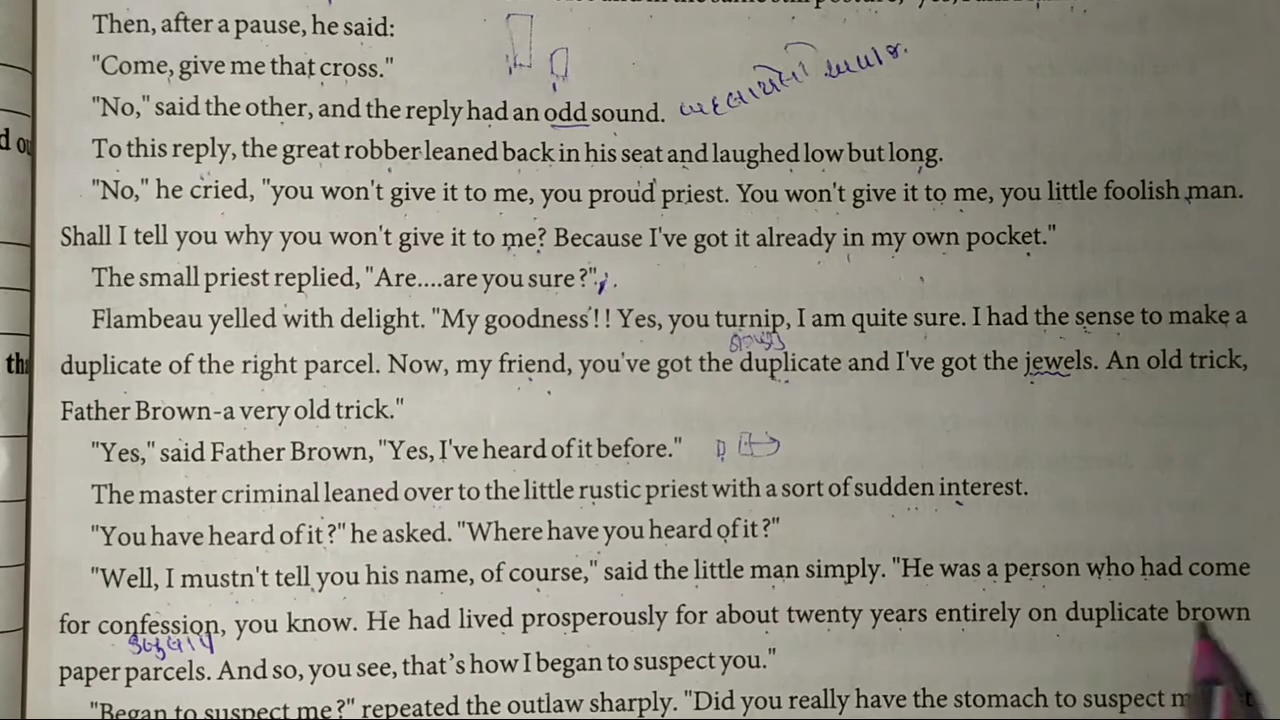 Then, after a pause, he said:
"Come, give me that cross."
"No," said the other, and the reply had an odd sound.
To this reply, the great robber leaned back in his seat and laughed low but long.
"No," he cried, "you won't give it to me, you proud priest. You won't give it to me, you little foolish man.
Shall I tell you why you won't give it to me? Because I've got it already in my own pocket."
The small priest replied, "Are....are you sure?"
Flambeau yelled with delight. "My goodness!! Yes, you turnip, I am quite sure. I had the sense to make a
duplicate of the right parcel. Now, my friend, you've got the duplicate and I've got the jewels. An old trick,
Father Brown-a very old trick."
"Yes," said Father Brown, "Yes, I've heard of it before."
The master criminal leaned over to the little rustic priest with a sort of sudden interest.
"You have heard of it?" he asked. "Where have you heard of it?"
"Well, I mustn't tell you his name, of course," said the little man simply. "He was a person who had come
for confession, you know. He had lived prosperously for about twenty years entirely on duplicate brown
paper parcels. And so, you see, that's how I began to suspect you."
"Began to suspect me?" repeated the outlaw sharply. "Did you really have the stomach to suspect